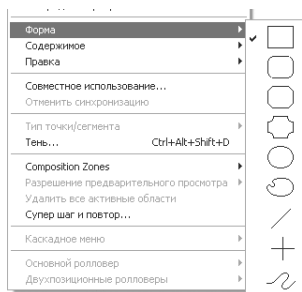 Форма
Содержимое
Правка
Совместное использование...
Отменить синхронизацию
Тип точки/сегмента
Тень... Ctrl+Alt+Shift+D
Composition Zones
Разрешение предварительного просмотра
Удалить все активные области
Супер шаг и повтор...
Каскадное меню
Основной ролловер
Двухпозиционные ролловеры